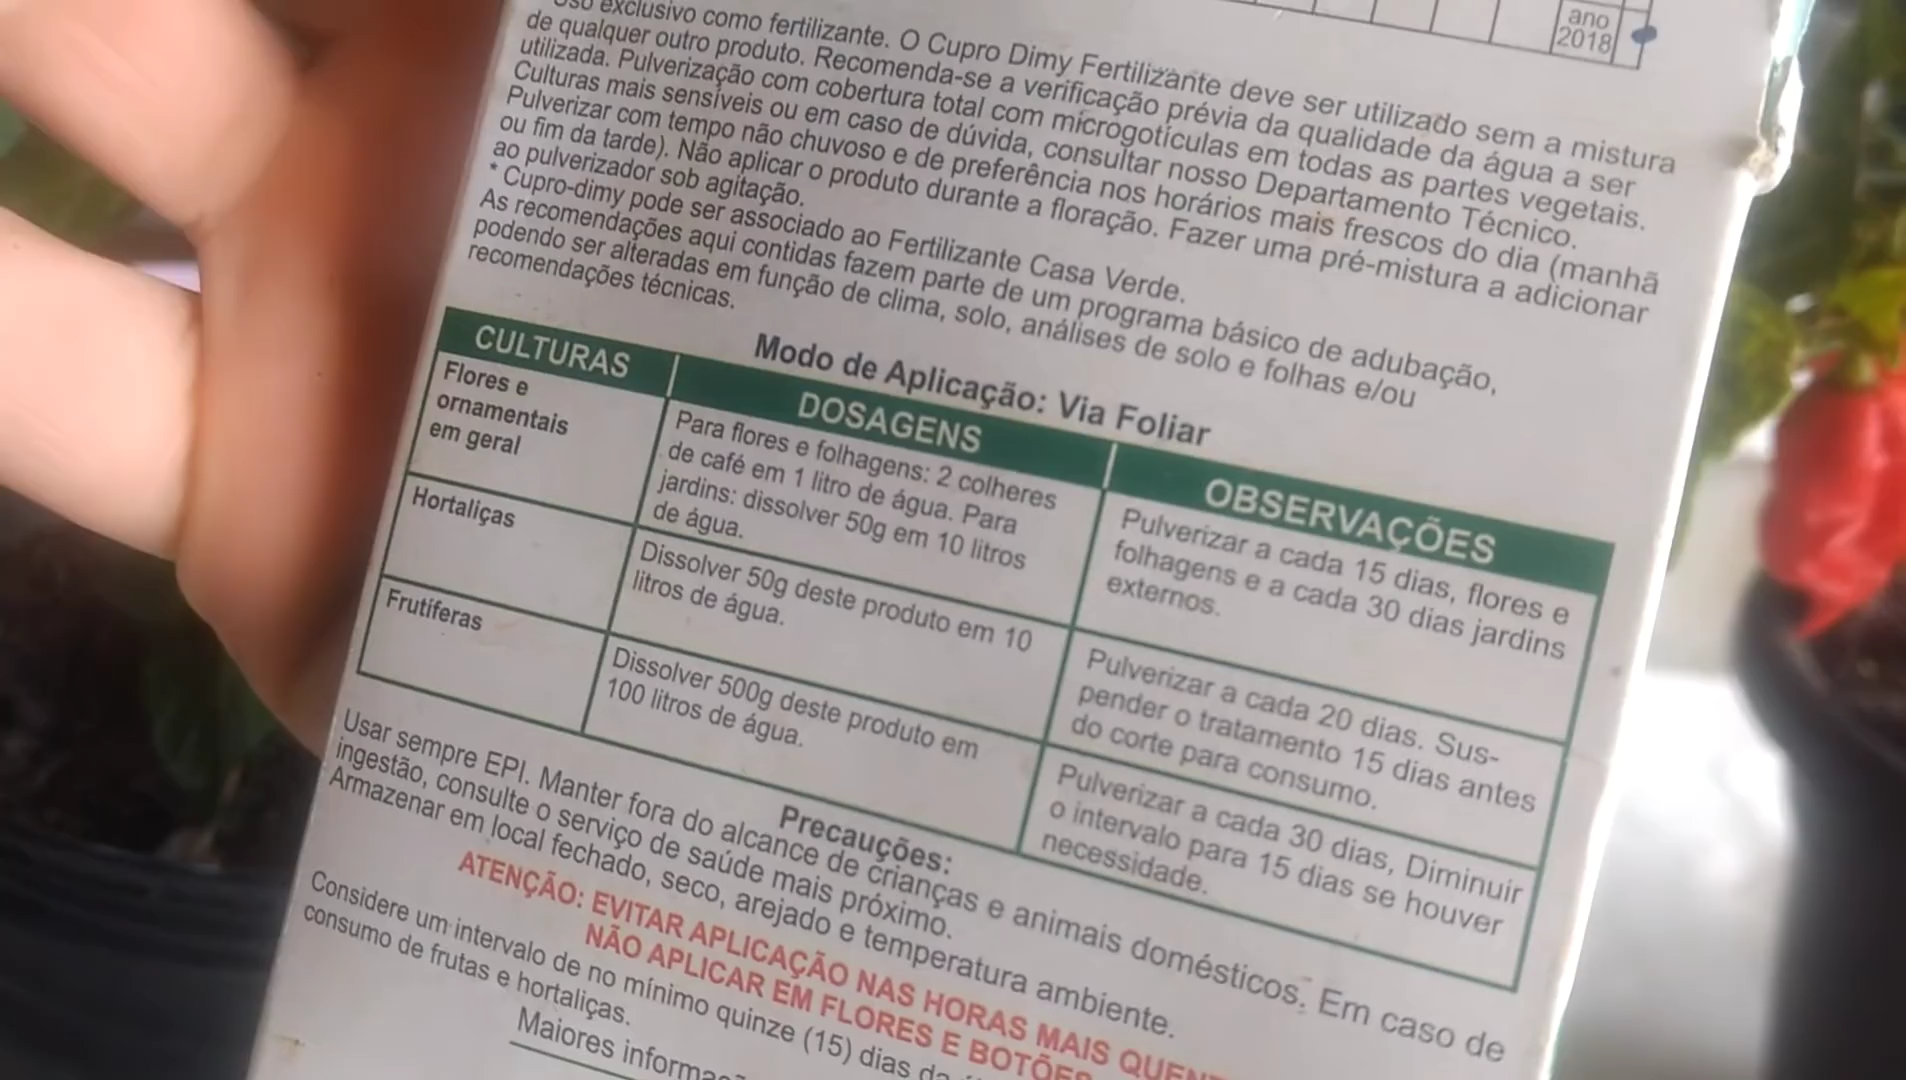 ano
2018
Uso exclusivo como fertilizante. O Cupro Dimy Fertilizante deve ser utilizado sem a mistura
de qualquer outro produto. Recomenda-se a verificação prévia da qualidade da água a ser
utilizada. Pulverização com cobertura total com microgotículas em todas as partes vegetais.
Culturas mais sensíveis ou em caso de dúvida, consultar nosso Departamento Técnico.
Pulverizar com tempo não chuvoso e de preferência nos horários mais frescos do dia (manhã
ou fim da tarde). Não aplicar o produto durante a floração. Fazer uma pré-mistura a adicionar
ao pulverizador sob agitação.
* Cupro-dimy pode ser associado ao Fertilizante Casa Verde.
As recomendações aqui contidas fazem parte de um programa básico de adubação,
podendo ser alteradas em função de clima, solo, análises de solo e folhas e/ou
recomendações técnicas.
Modo de Aplicação: Via Foliar
CULTURAS
DOSAGENS
OBSERVAÇÕES
Flores e
ornamentais
em geral
Para flores e folhagens: 2 colheres
de café em 1 litro de água. Para
jardins: dissolver 50g em 10 litros
de água.
Pulverizar a cada 15 dias, flores e
folhagens e a cada 30 dias jardins
externos.
Hortaliças
Dissolver 50g deste produto em 10
litros de água.
Pulverizar a cada 20 dias. Sus-
pender o tratamento 15 dias antes
do corte para consumo.
Frutíferas
Dissolver 500g deste produto em
100 litros de água.
Pulverizar a cada 30 dias, Diminuir
o intervalo para 15 dias se houver
necessidade.
Precauções:
Usar sempre EPI. Manter fora do alcance de crianças e animais domésticos. Em caso de
ingestão, consulte o serviço de saúde mais próximo.
Armazenar em local fechado, seco, arejado e temperatura ambiente.
ATENÇÃO: EVITAR APLICAÇÃO NAS HORAS MAIS
NÃO APLICAR EM FLORES E
Considere um intervalo de no mínimo quinze (15) dias
consumo de frutas e hortaliças.
Maiores